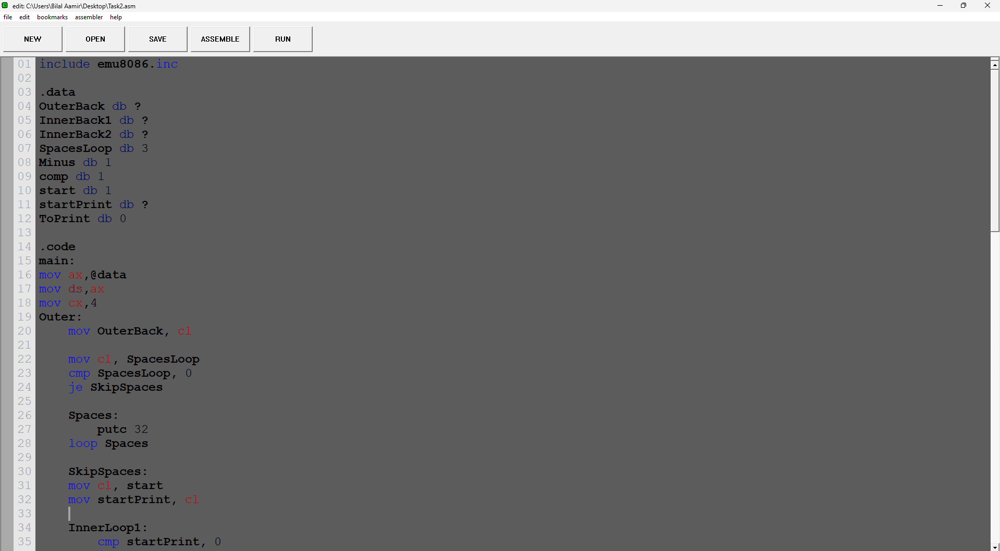 edit: C:\Users\Bilal Aamir\Desktop\Task2.asm
file edit bookmarks assembler help
NEW OPEN SAVE ASSEMBLE RUN
01 include emu8086.inc
02
03 .data
04 OuterBack db ?
05 InnerBack1 db ?
06 InnerBack2 db ?
07 SpacesLoop db 3
08 Minus db 1
09 comp db 1
10 start db 1
11 startPrint db ?
12 ToPrint db 0
13
14 .code
15 main:
16 mov ax,@data
17 mov ds,ax
18 mov cx,4
19 Outer:
20     mov OuterBack, cl
21
22     mov cl, SpacesLoop
23     cmp SpacesLoop, 0
24     je SkipSpaces
25
26     Spaces:
27         putc 32
28     loop Spaces
29
30     SkipSpaces:
31     mov cl, start
32     mov startPrint, cl
33
34     InnerLoop1:
35         cmp startPrint, 0